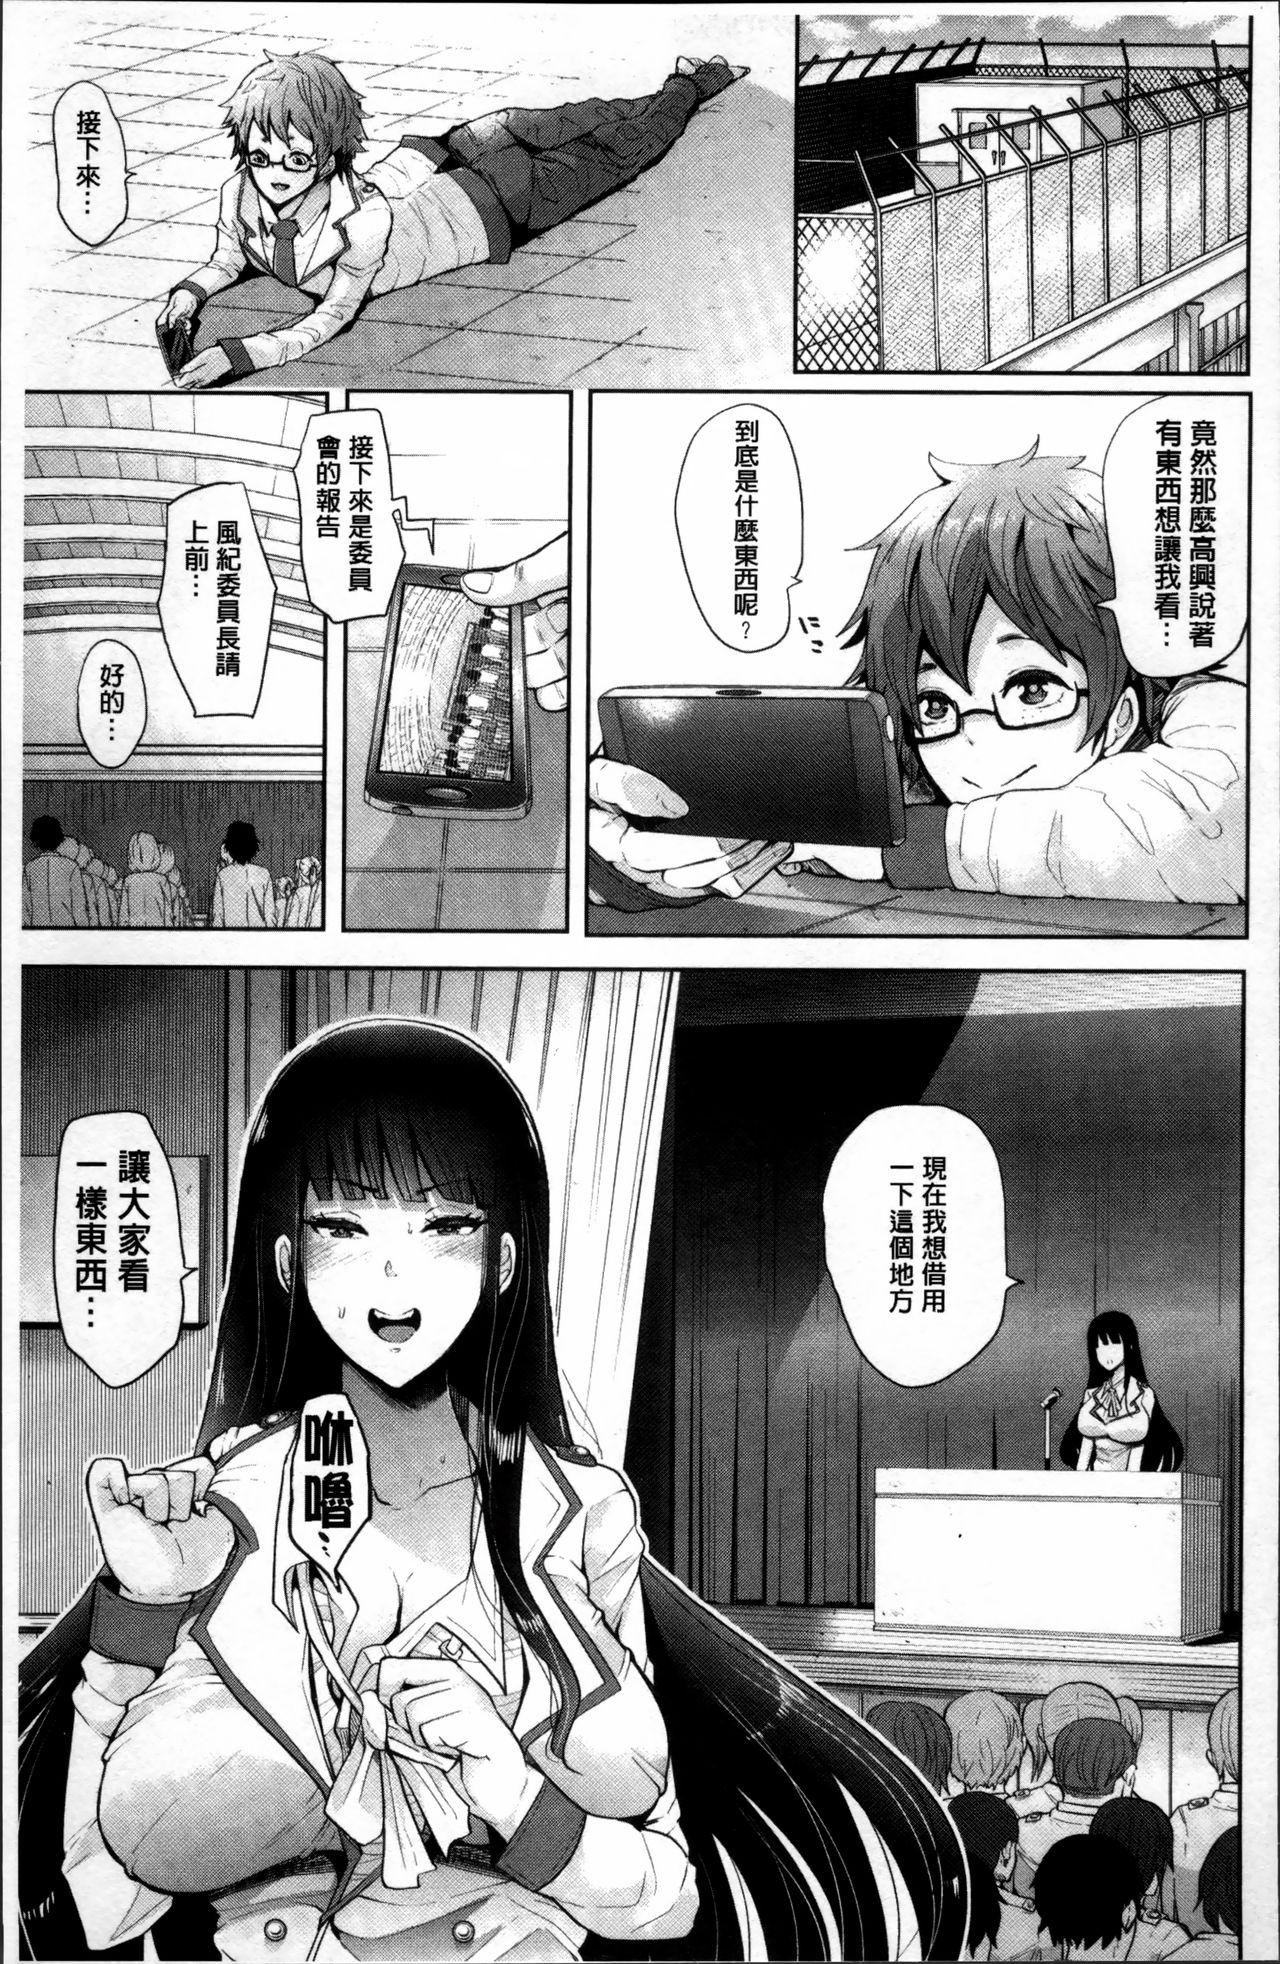 接下來…
竟然那麼高興說著
有東西想讓我看…
到底是什麼東西呢？
接下來是委員
會的報告
風紀委員長請
上前…
好的…
現在我想借用
一下這個地方
咻嚕…
讓大家看
一樣東西…